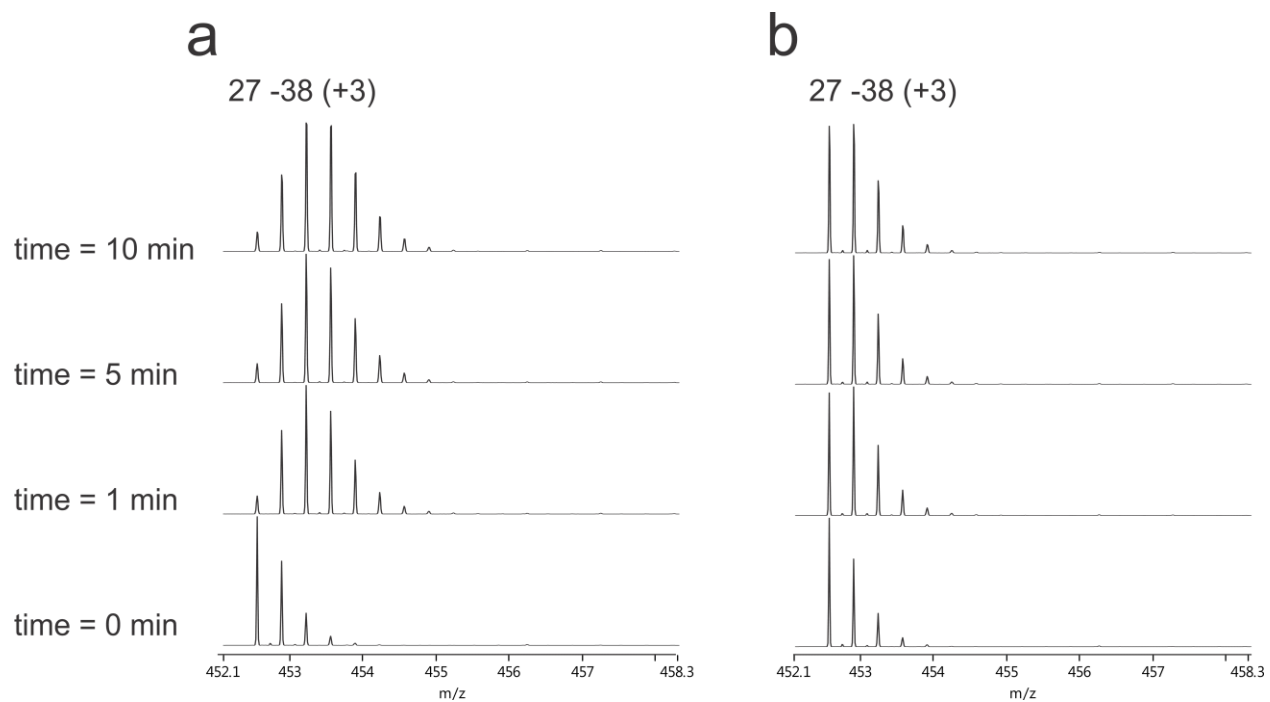 a
b
27 -38 (+3)
27 -38 (+3)
time = 10 min
time = 5 min
time = 1 min
time = 0 min
452.1 453 454 455 456 457 458.3
m/z
452.1 453 454 455 456 457 458.3
m/z